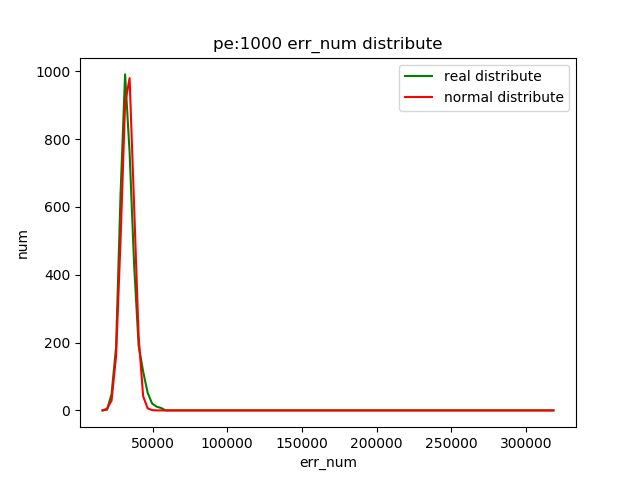 pe:1000 err_num distribute
real distribute
normal distribute
1000
800
600
400
200
0
num
50000 100000 150000 200000 250000 300000
err_num